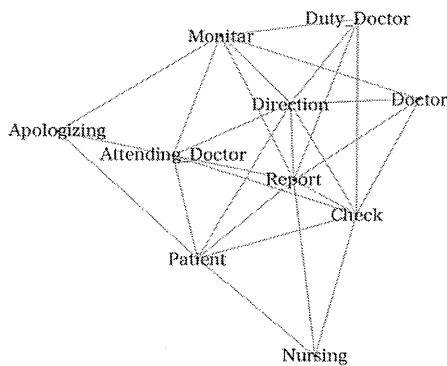 Duty_Doctor
Monitar
Direction
Doctor
Apologizing
Attending_Doctor
Report
Check
Patient
Nursing